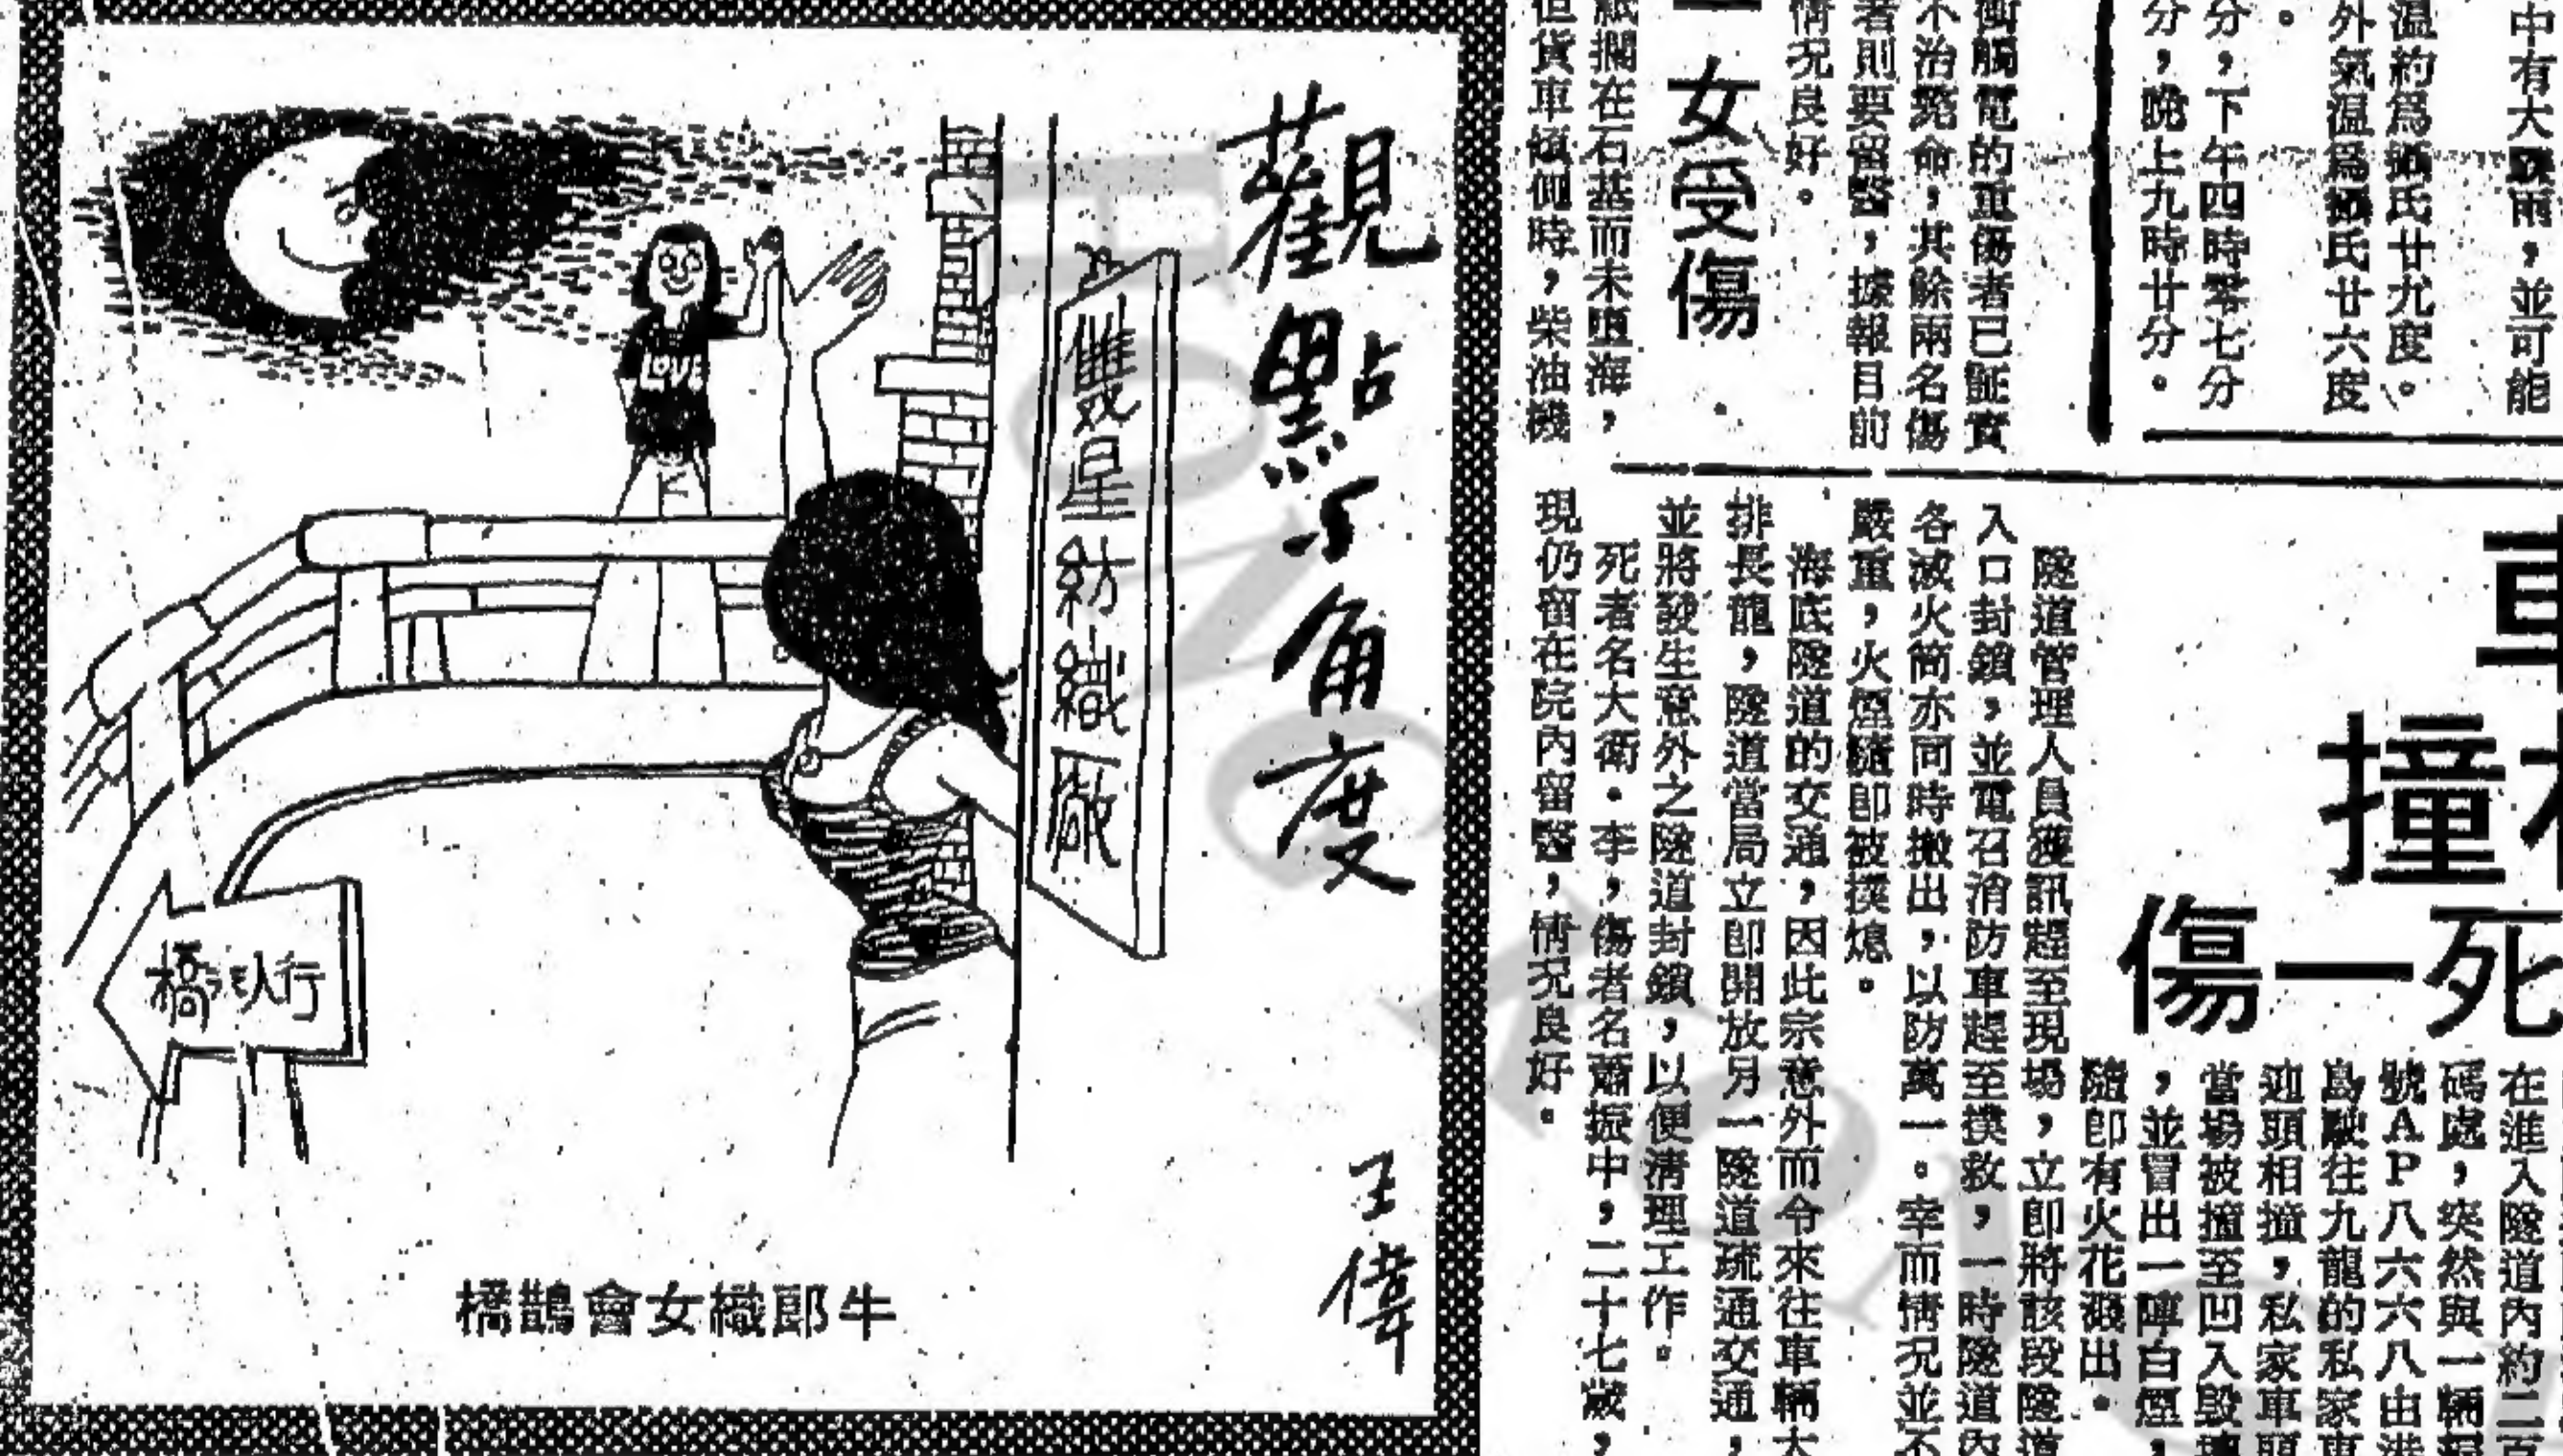 觀點與角度
雙星紡織廠
LOVE
行人天橋
牛郎織女會鵲橋
王偉
中有大驟雨，並可能
溫約爲攝氏廿九度。
外氣溫爲攝氏廿六度
。
分，下午四時零七分
分，晚上九時廿分。
衝觸電的重傷者已証實
不治斃命，其餘兩名傷
者則要留醫，據報目前
情况良好。
一女受傷
纸攔在石基而未墮海，
但貨車傾側時，柴油機
車
撞
死一傷
在進入隧道內約二
碼處，突然與一輛
號AP八六六八由
島駛往九龍的私家車
迎頭相撞，私家車頭
當場被撞至凹入毀
，並冒出一陣白煙，
隨即有火花濺出。
隧道管理人員獲訊趕至現場，立即將該段隧道
入口封鎖，並電召消防車趕至撲救，一時隧道內
各滅火筒亦同時搬出，以防萬一。幸而情况並不
嚴重，火煙隨即被撲熄。
海底隧道的交通，因此宗意外而令來往車輛大
排長龍，隧道當局立即開放另一隧道疏通交通，
並將發生意外之隧道封鎖，以便清理工作。
死者名大衛·李，傷者名蕭振中，二十七歲，
現仍留在院內留醫，情况良好。
HONG KONG